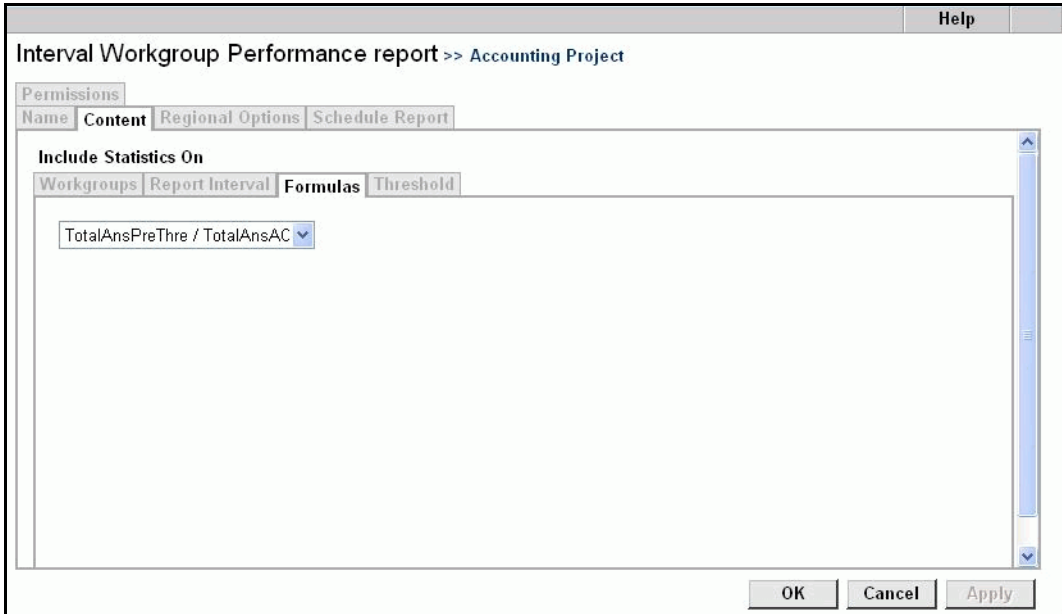 Help
Interval Workgroup Performance report >> Accounting Project
Permissions
Name Content Regional Options Schedule Report
Include Statistics On
Workgroups Report Interval Formulas Threshold
TotalAnsPreThre / TotalAnsAC
OK Cancel Apply